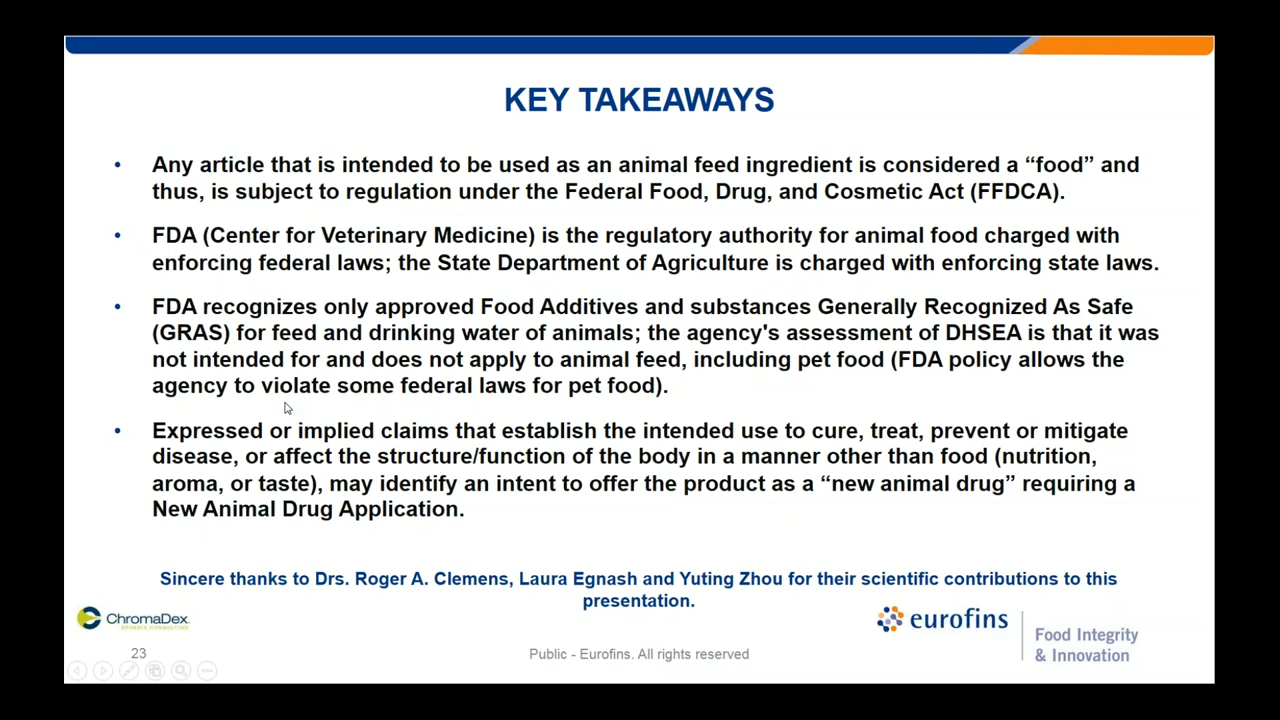 KEY TAKEAWAYS
• Any article that is intended to be used as an animal feed ingredient is considered a “food” and
thus, is subject to regulation under the Federal Food, Drug, and Cosmetic Act (FFDCA).
• FDA (Center for Veterinary Medicine) is the regulatory authority for animal food charged with
enforcing federal laws; the State Department of Agriculture is charged with enforcing state laws.
• FDA recognizes only approved Food Additives and substances Generally Recognized As Safe
(GRAS) for feed and drinking water of animals; the agency's assessment of DHSEA is that it was
not intended for and does not apply to animal feed, including pet food (FDA policy allows the
agency to violate some federal laws for pet food).
• Expressed or implied claims that establish the intended use to cure, treat, prevent or mitigate
disease, or affect the structure/function of the body in a manner other than food (nutrition,
aroma, or taste), may identify an intent to offer the product as a “new animal drug” requiring a
New Animal Drug Application.
Sincere thanks to Drs. Roger A. Clemens, Laura Egnash and Yuting Zhou for their scientific contributions to this
presentation.
ChromaDex
SPHERIX CONSULTING
eurofins
Food Integrity
& Innovation
23
Public - Eurofins. All rights reserved